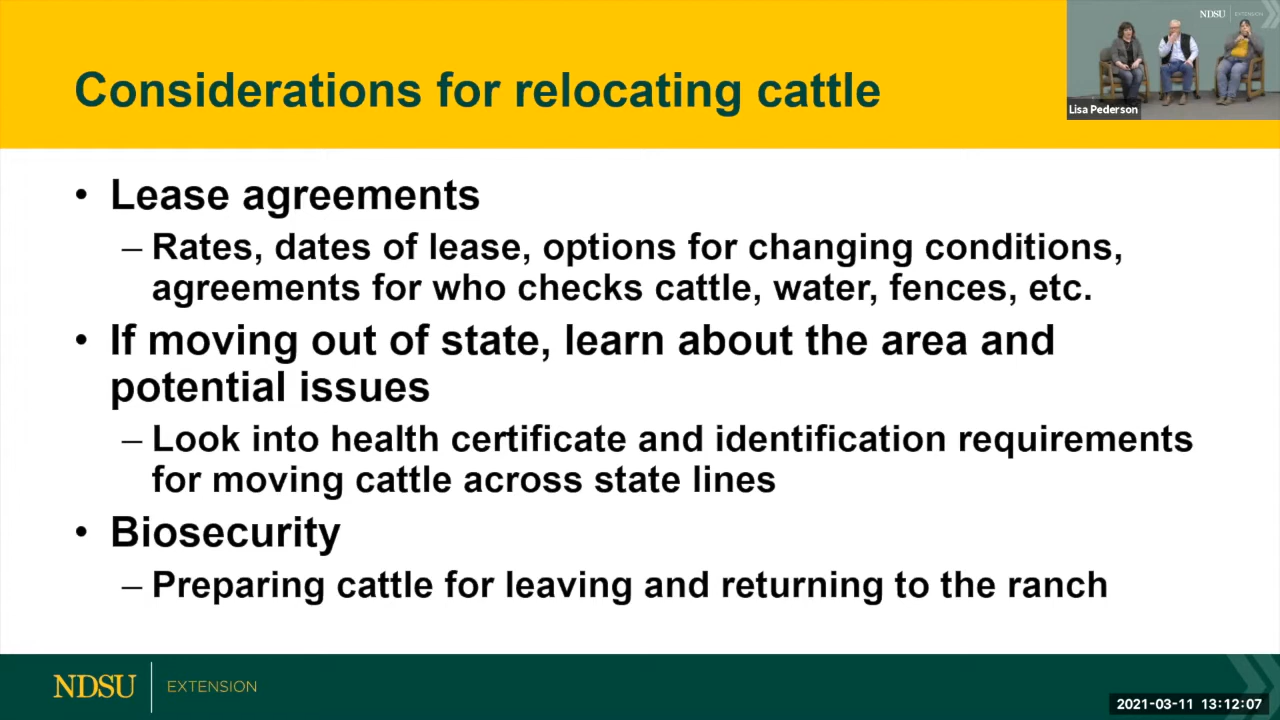 NDSU EXTENSION
Considerations for relocating cattle
Lisa Pederson
• Lease agreements
– Rates, dates of lease, options for changing conditions,
agreements for who checks cattle, water, fences, etc.
• If moving out of state, learn about the area and
potential issues
– Look into health certificate and identification requirements
for moving cattle across state lines
• Biosecurity
– Preparing cattle for leaving and returning to the ranch
NDSU EXTENSION
2021-03-11 13:12:07